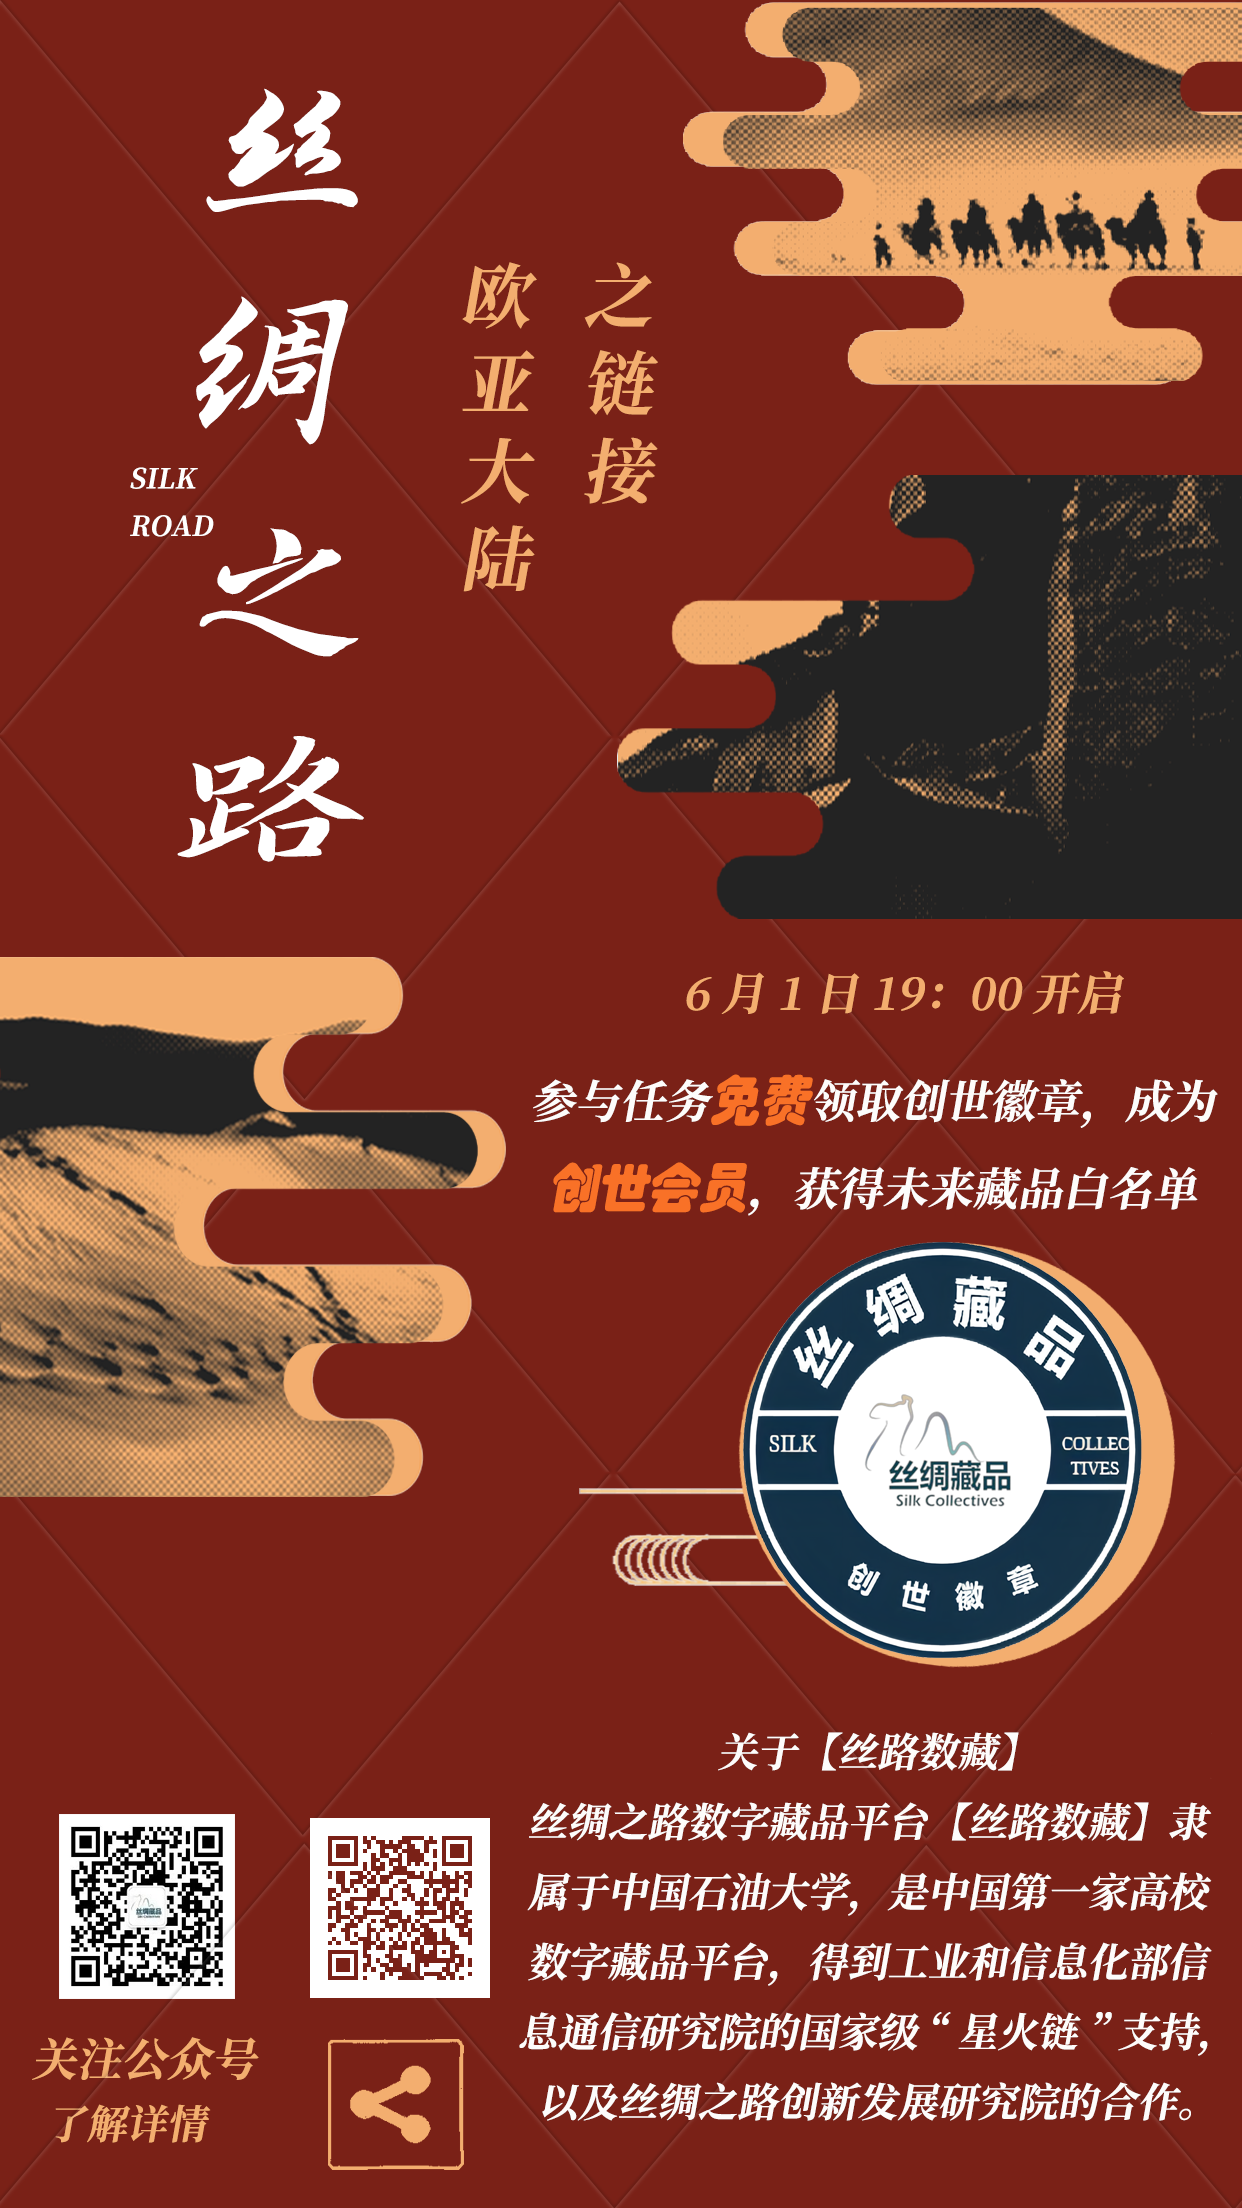 丝绸之路
SILK
ROAD
欧亚大陆
之链接
6月1日19：00开启
参与任务免费领取创世徽章，成为
创世会员，获得未来藏品白名单
丝绸藏品
SILK
COLLEC
TIVES
丝绸藏品
Silk Collectives
创世徽章
关于【丝路数藏】
丝绸之路数字藏品平台【丝路数藏】隶
属于中国石油大学，是中国第一家高校
数字藏品平台，得到工业和信息化部信
息通信研究院的国家级“星火链”支持，
以及丝绸之路创新发展研究院的合作。
丝绸藏品
关注公众号
了解详情